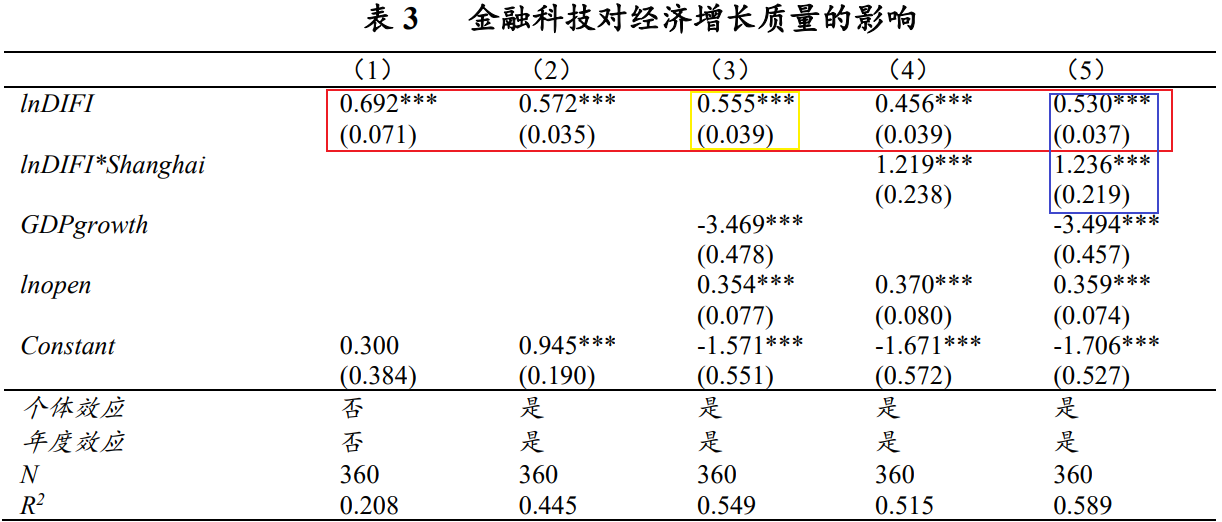 表 3 金融科技对经济增长质量的影响
（1） （2） （3） （4） （5）
lnDIFI 0.692*** 0.572*** 0.555*** 0.456*** 0.530***
(0.071) (0.035) (0.039) (0.039) (0.037)
lnDIFI*Shanghai 1.219*** 1.236***
(0.238) (0.219)
GDPgrowth -3.469*** -3.494***
(0.478) (0.457)
lnopen 0.354*** 0.370*** 0.359***
(0.077) (0.080) (0.074)
Constant 0.300 0.945*** -1.571*** -1.671*** -1.706***
(0.384) (0.190) (0.551) (0.572) (0.527)
个体效应 否 是 是 是 是
年度效应 否 是 是 是 是
N 360 360 360 360 360
R² 0.208 0.445 0.549 0.515 0.589